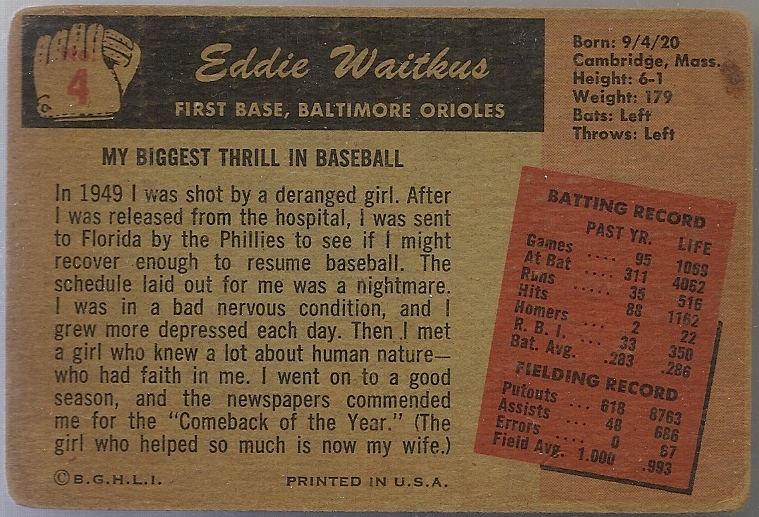 No. 4
Eddie Waitkus
FIRST BASE, BALTIMORE ORIOLES
Born: 9/4/20
Cambridge, Mass.
Height: 6-1
Weight: 179
Bats: Left
Throws: Left
MY BIGGEST THRILL IN BASEBALL
In 1949 I was shot by a deranged girl. After
I was released from the hospital, I was sent
to Florida by the Phillies to see if I might
recover enough to resume baseball. The
schedule laid out for me was a nightmare.
I was in a bad nervous condition, and I
grew more depressed each day. Then I met
a girl who knew a lot about human nature—
who had faith in me. I went on to a good
season, and the newspapers commended
me for the "Comeback of the Year." (The
girl who helped so much is now my wife.)
BATTING RECORD
PAST YR. LIFE
Games .... 95 1069
At Bat .... 311 4062
Runs .... 35 516
Hits .... 88 1162
Homers ... 2 22
R. B. I. ... 33 350
Bat. Avg. .283 .286
FIELDING RECORD
Putouts ... 618 8763
Assists ... 48 686
Errors .... 0 67
Field Avg. 1.000 .993
©B.G.H.L.I.
PRINTED IN U.S.A.